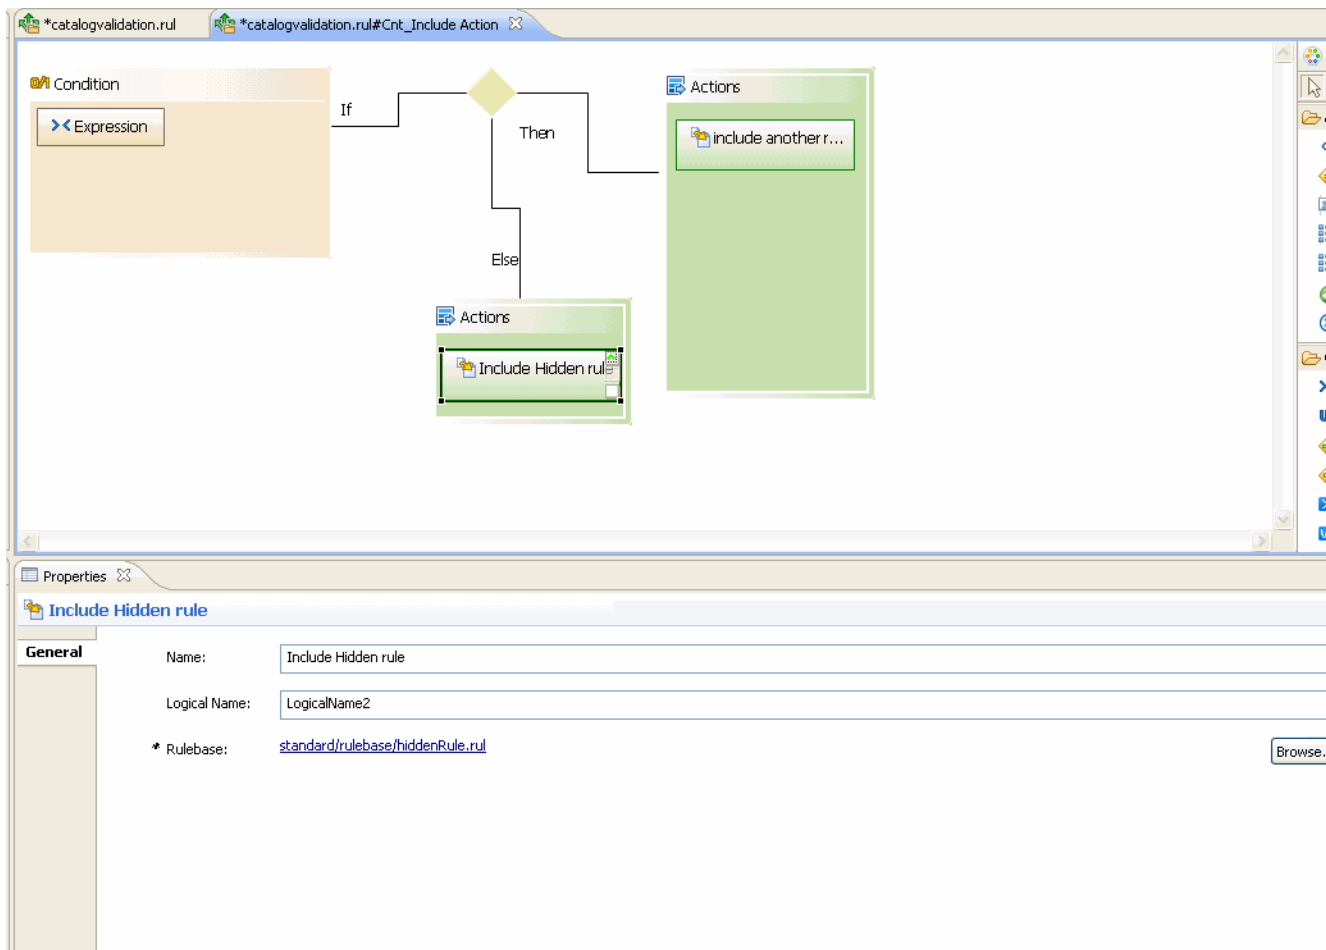 *catalogvalidation.rul
*catalogvalidation.rul#Cnt_Include Action
Condition
Expression
If
Then
Else
Actions
include another r...
Actions
Include Hidden rule
Properties
Include Hidden rule
General
Name:
Include Hidden rule
Logical Name:
LogicalName2
* Rulebase:
standard/rulebase/hiddenRule.rul
Browse..